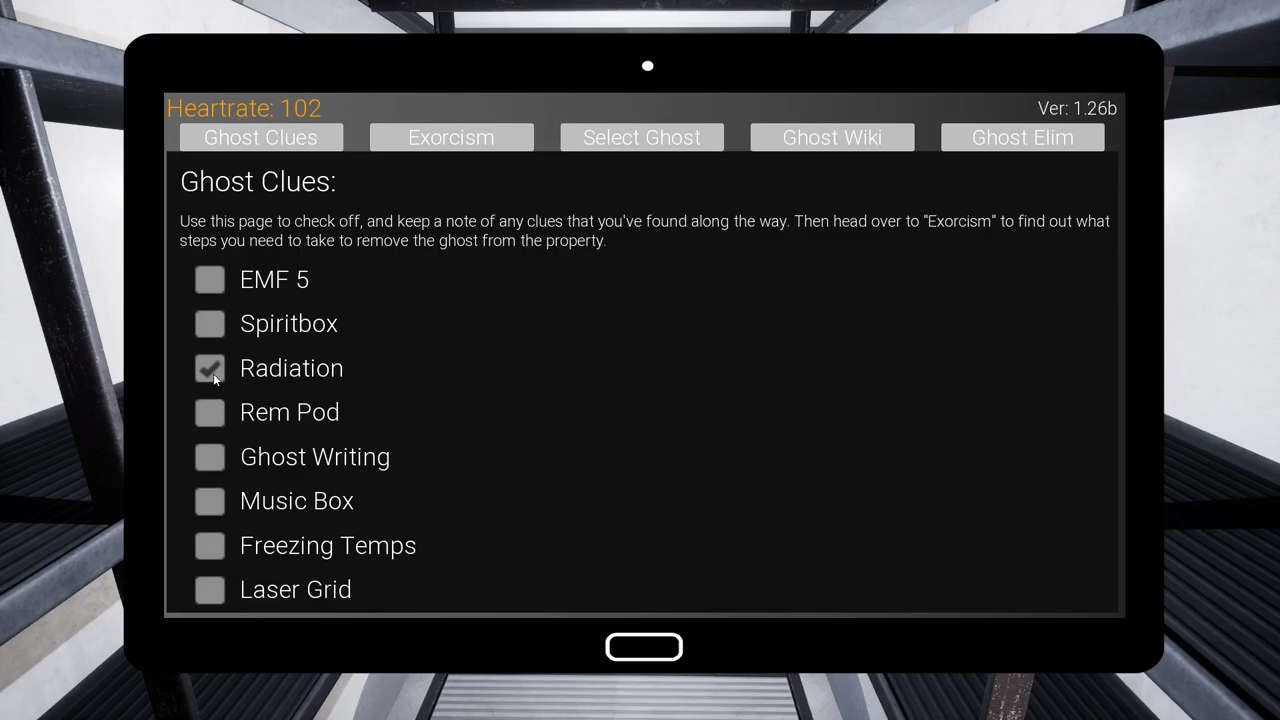 Heartrate: 102
Ver: 1.26b
Ghost Clues
Exorcism
Select Ghost
Ghost Wiki
Ghost Elim
Ghost Clues:
Use this page to check off, and keep a note of any clues that you've found along the way. Then head over to "Exorcism" to find out what
steps you need to take to remove the ghost from the property.
EMF 5
Spiritbox
Radiation
Rem Pod
Ghost Writing
Music Box
Freezing Temps
Laser Grid